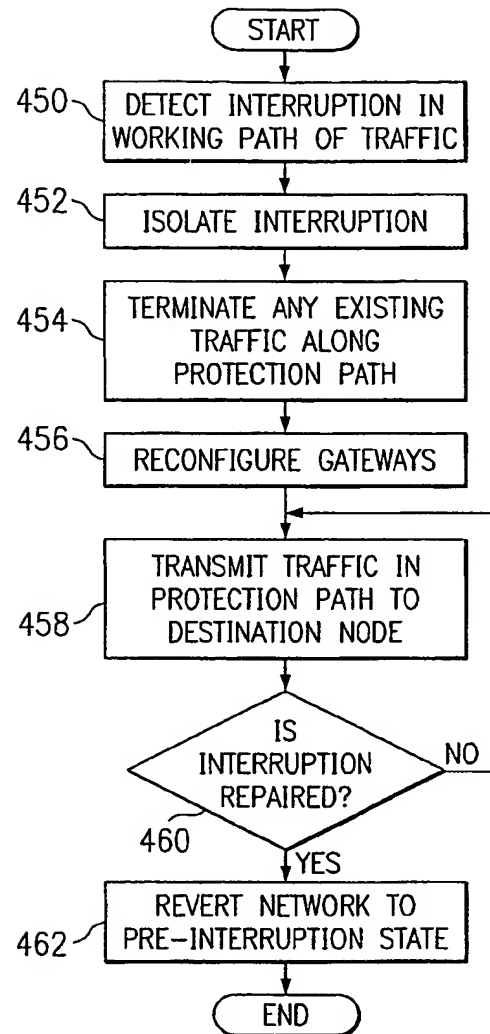 START
450
DETECT INTERRUPTION IN
WORKING PATH OF TRAFFIC
452
ISOLATE INTERRUPTION
454
TERMINATE ANY EXISTING
TRAFFIC ALONG
PROTECTION PATH
456
RECONFIGURE GATEWAYS
458
TRANSMIT TRAFFIC IN
PROTECTION PATH TO
DESTINATION NODE
IS
INTERRUPTION
REPAIRED?
NO
460
YES
462
REVERT NETWORK TO
PRE-INTERRUPTION STATE
END